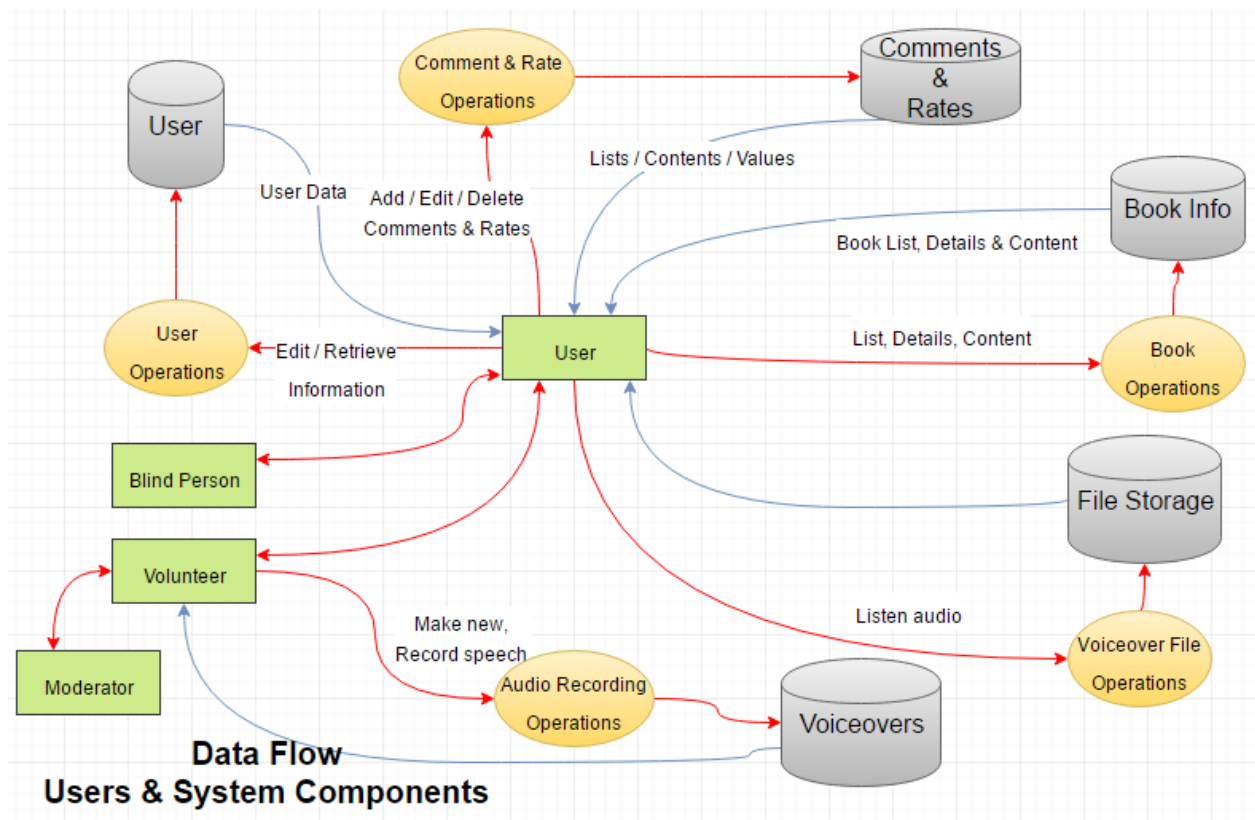 Comment & Rate
Operations
Comments
&
Rates
User
Lists / Contents / Values
User Data
Add / Edit / Delete
Comments & Rates
Book Info
Book List, Details & Content
User
Operations
Edit / Retrieve
Information
User
List, Details, Content
Book
Operations
Blind Person
File Storage
Volunteer
Make new,
Record speech
Listen audio
Voiceover File
Operations
Moderator
Audio Recording
Operations
Voiceovers
Data Flow
Users & System Components